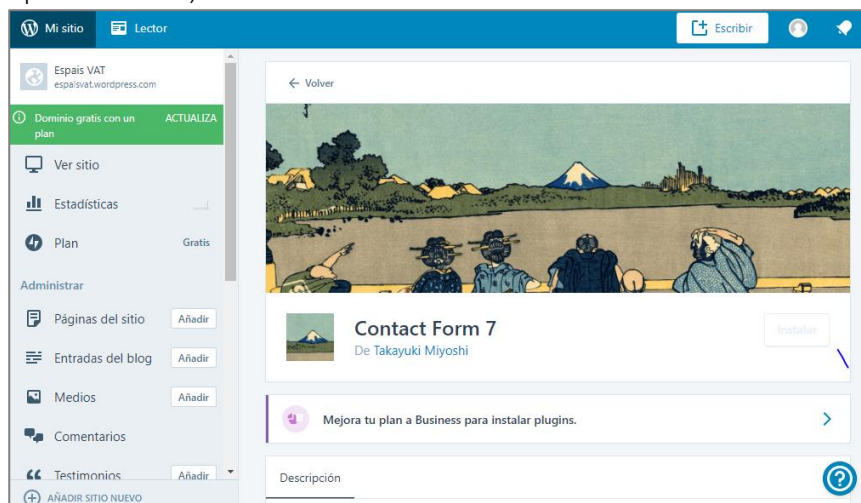 Mi sitio
Lector
Escribir
Espais VAT
espaisvat.wordpress.com
Dominio gratis con un plan
ACTUALIZA
Ver sitio
Estadísticas
Plan
Gratis
Administrar
Páginas del sitio
Añadir
Entradas del blog
Añadir
Medios
Añadir
Comentarios
Testimonios
Añadir
AÑADIR SITIO NUEVO
Volver
Contact Form 7
De Takayuki Miyoshi
Instalar
Mejora tu plan a Business para instalar plugins.
Descripción